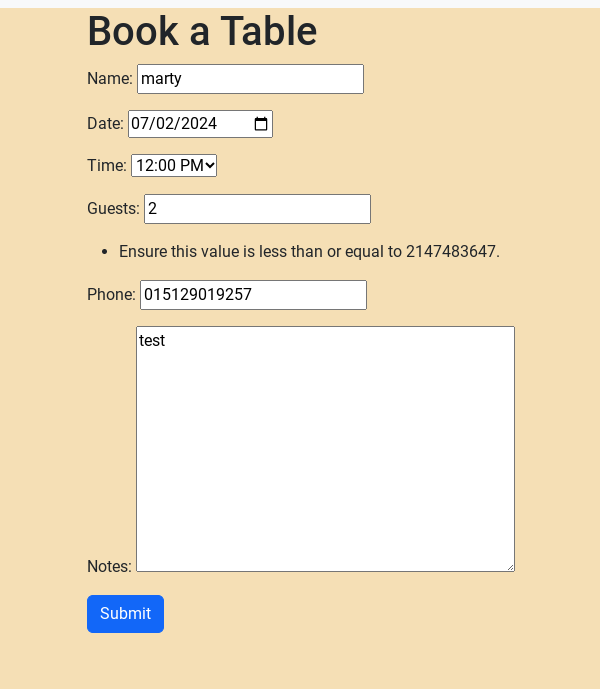 Book a Table
Name: marty
Date: 07/02/2024
Time: 12:00 PM
Guests: 2
• Ensure this value is less than or equal to 2147483647.
Phone: 015129019257
test
Notes:
Submit